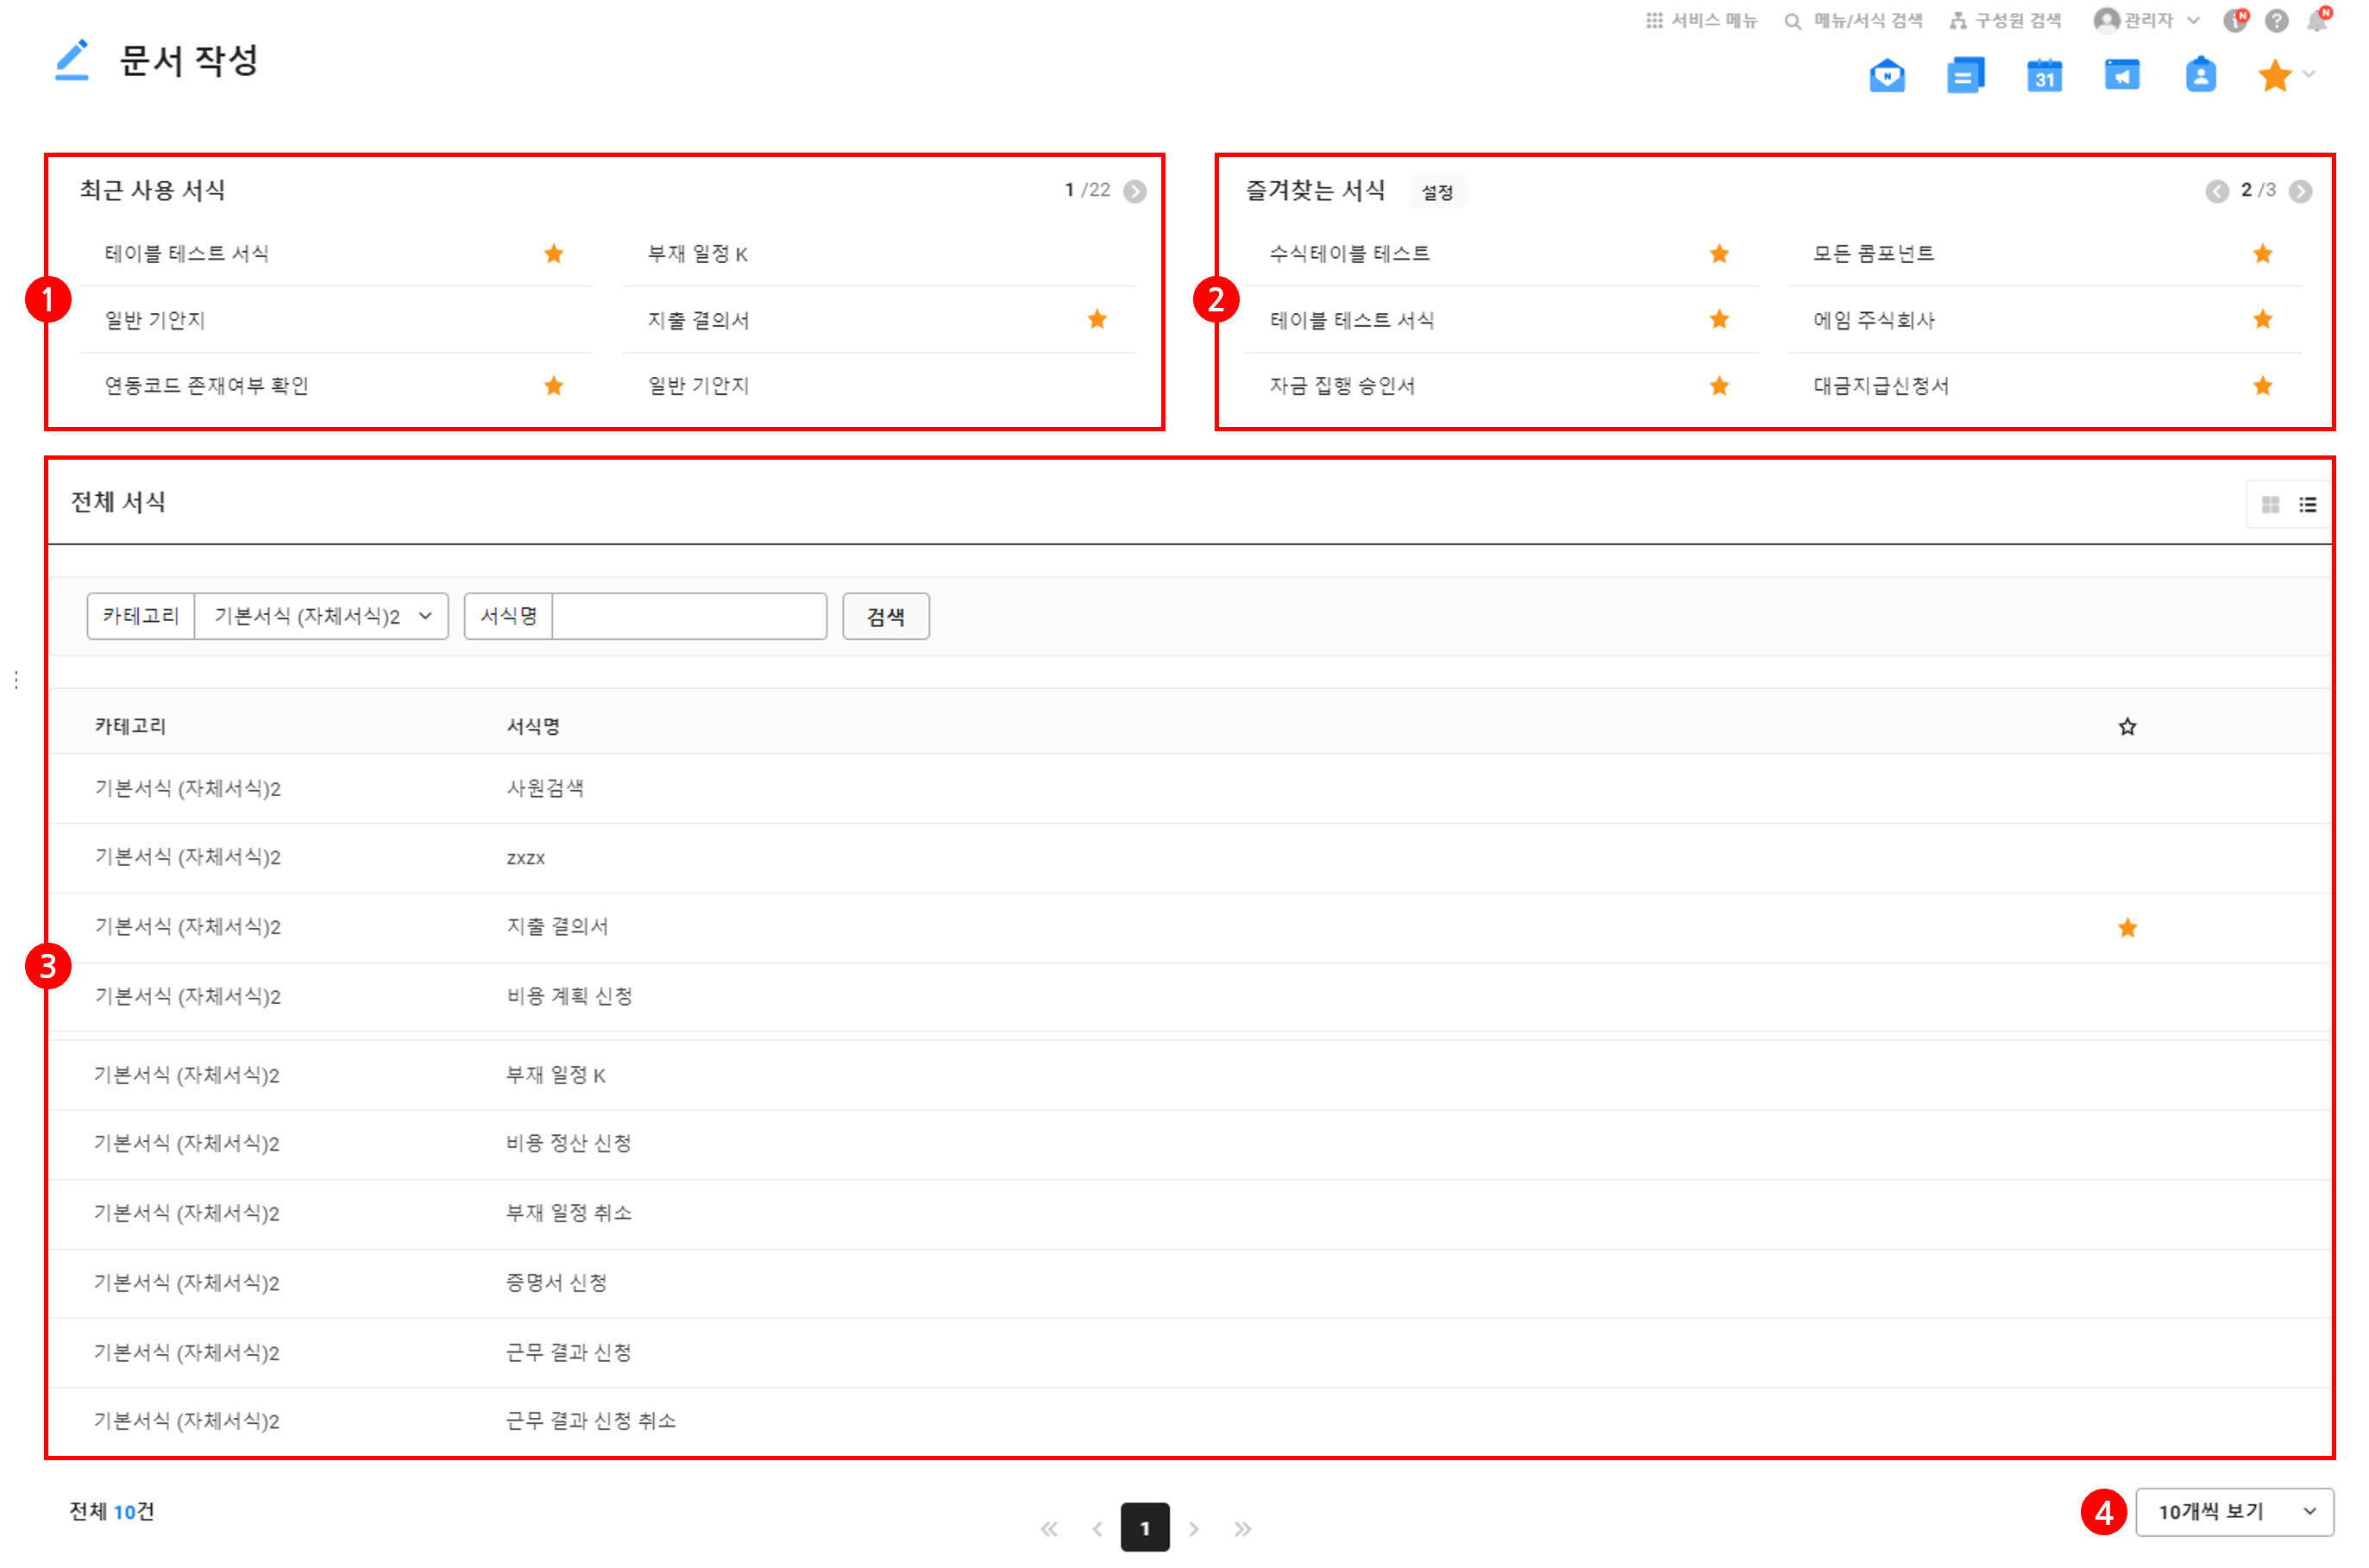 서비스 메뉴 메뉴/서식 검색 구성원 검색 관리자 N ? N
문서 작성
N 31
최근 사용 서식 1 /22
즐겨찾는 서식 설정 2 /3
테이블 테스트 서식 부재 일정 K
수식테이블 테스트 모든 콤포넌트
1
2
일반 기안지 지출 결의서
테이블 테스트 서식 에임 주식회사
연동코드 존재여부 확인 일반 기안지
자금 집행 승인서 대금지급신청서
전체 서식
카테고리 기본서식 (자체서식)2 서식명 검색
카테고리 서식명
기본서식 (자체서식)2 사원검색
기본서식 (자체서식)2 zxzx
기본서식 (자체서식)2 지출 결의서
3
기본서식 (자체서식)2 비용 계획 신청
기본서식 (자체서식)2 부재 일정 K
기본서식 (자체서식)2 비용 정산 신청
기본서식 (자체서식)2 부재 일정 취소
기본서식 (자체서식)2 증명서 신청
기본서식 (자체서식)2 근무 결과 신청
기본서식 (자체서식)2 근무 결과 신청 취소
전체 10건 1 4 10개씩 보기